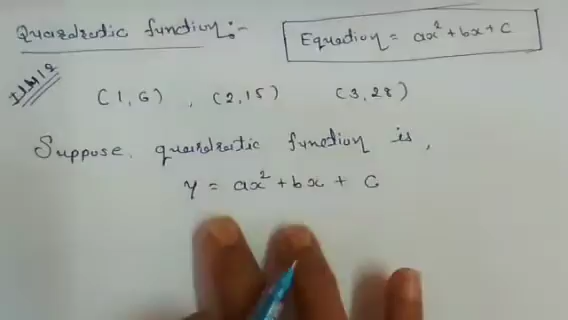 Quadratic function:-
Equation = ax² + bx + c
(1,6) , (2,15) (3,28)
Suppose, quadratic function is,
y = ax² + bx + c